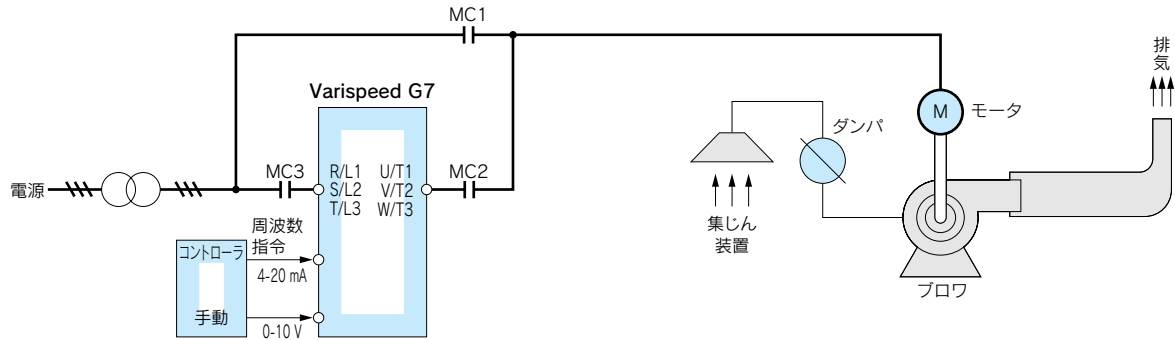 MC1
Varispeed G7
電源
MC3
R/L1 U/T1
S/L2 V/T2
T/L3 W/T3
MC2
周波数
指令
コントローラ
4-20 mA
手動
0-10 V
集じん
装置
ダンパ
M
モータ
ブロワ
排気